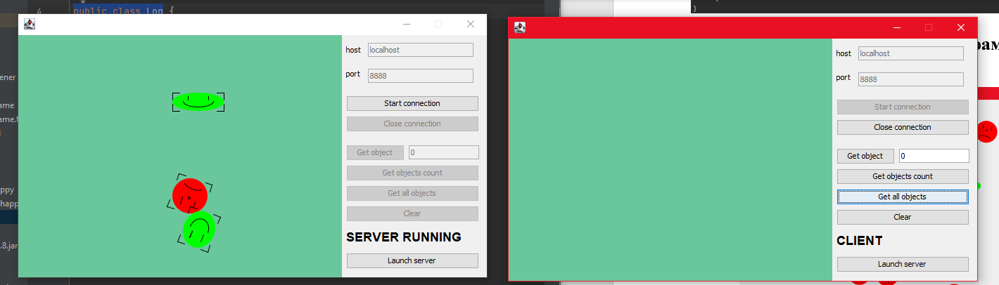 4 public class Log {
}
ener
ame
ame.f
ppy
happ
.8.jar
host localhost
port 8888
Start connection
Close connection
Get object 0
Get objects count
Get all objects
Clear
SERVER RUNNING
Launch server
host localhost
port 8888
Start connection
Close connection
Get object 0
Get objects count
Get all objects
Clear
CLIENT
Launch server
рам